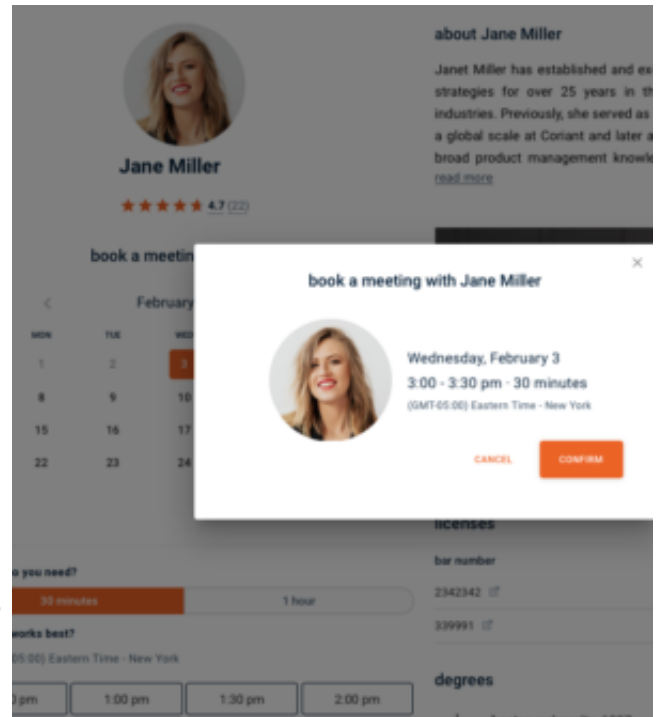 Jane Miller
4.7 (22)
book a meetin
February
MON TUE WED
1 2 3
8 9 10
15 16 17
22 23 24
o you need?
30 minutes 1 hour
works best?
05:00) Eastern Time - New York
pm 1:00 pm 1:30 pm 2:00 pm
about Jane Miller
Janet Miller has established and ex
strategies for over 25 years in th
industries. Previously, she served as
a global scale at Coriant and later a
broad product management knowle
read more
book a meeting with Jane Miller
Wednesday, February 3
3:00 - 3:30 pm · 30 minutes
(GMT-05:00) Eastern Time - New York
CANCEL CONFIRM
licenses
bar number
2342342
339991
degrees